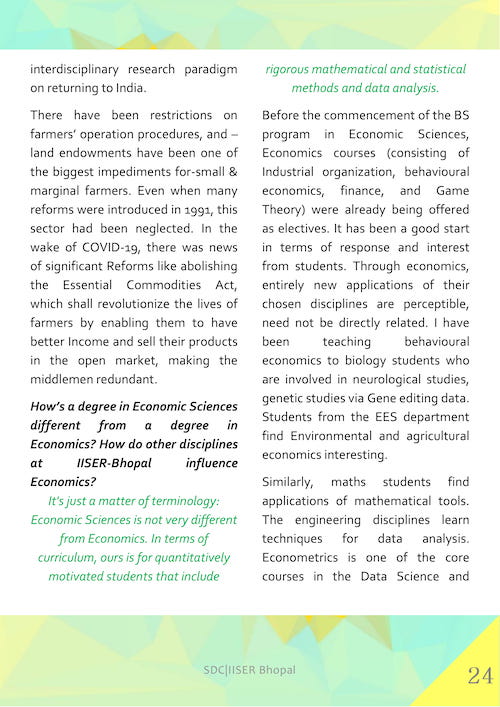 interdisciplinary research paradigm
on returning to India.
There have been restrictions on
farmers' operation procedures, and –
land endowments have been one of
the biggest impediments for-small &
marginal farmers. Even when many
reforms were introduced in 1991, this
sector had been neglected. In the
wake of COVID-19, there was news
of significant Reforms like abolishing
the Essential Commodities Act,
which shall revolutionize the lives of
farmers by enabling them to have
better Income and sell their products
in the open market, making the
middlemen redundant.
How's a degree in Economic Sciences
different from a degree in
Economics? How do other disciplines
at IISER-Bhopal influence
Economics?
It's just a matter of terminology:
Economic Sciences is not very different
from Economics. In terms of
curriculum, ours is for quantitatively
motivated students that include
rigorous mathematical and statistical
methods and data analysis.
Before the commencement of the BS
program in Economic Sciences,
Economics courses (consisting of
Industrial organization, behavioural
economics, finance, and Game
Theory) were already being offered
as electives. It has been a good start
in terms of response and interest
from students. Through economics,
entirely new applications of their
chosen disciplines are perceptible,
need not be directly related. I have
been teaching behavioural
economics to biology students who
are involved in neurological studies,
genetic studies via Gene editing data.
Students from the EES department
find Environmental and agricultural
economics interesting.
Similarly, maths students find
applications of mathematical tools.
The engineering disciplines learn
techniques for data analysis.
Econometrics is one of the core
courses in the Data Science and
SDC|IISER Bhopal
24